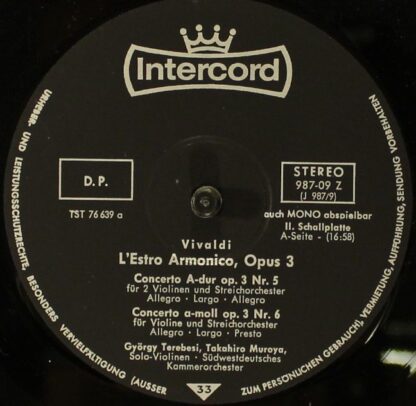 Intercord
D.P.
TST 76 639 a
STEREO
987-09 Z
(J 987/9)
auch MONO abspielbar
II. Schallplatte
A-Seite - (16:58)
Vivaldi
L'Estro Armonico, Opus 3
Concerto A-dur op. 3 Nr. 5
für 2 Violinen und Streichorchester
Allegro · Largo · Allegro
Concerto a-moll op. 3 Nr. 6
für Violine und Streichorchester
Allegro · Largo · Presto
György Terebesi, Takahiro Muroya,
Solo-Violinen · Südwestdeutsches
Kammerorchester
33
URHEBER- UND LEISTUNGSSCHUTZRECHTE, BESONDERS VERVIELFÄLTIGUNG (AUSSER
ZUM PERSÖNLICHEN GEBRAUCH), VERMIETUNG, AUFFÜHRUNG, SENDUNG VORBEHALTEN